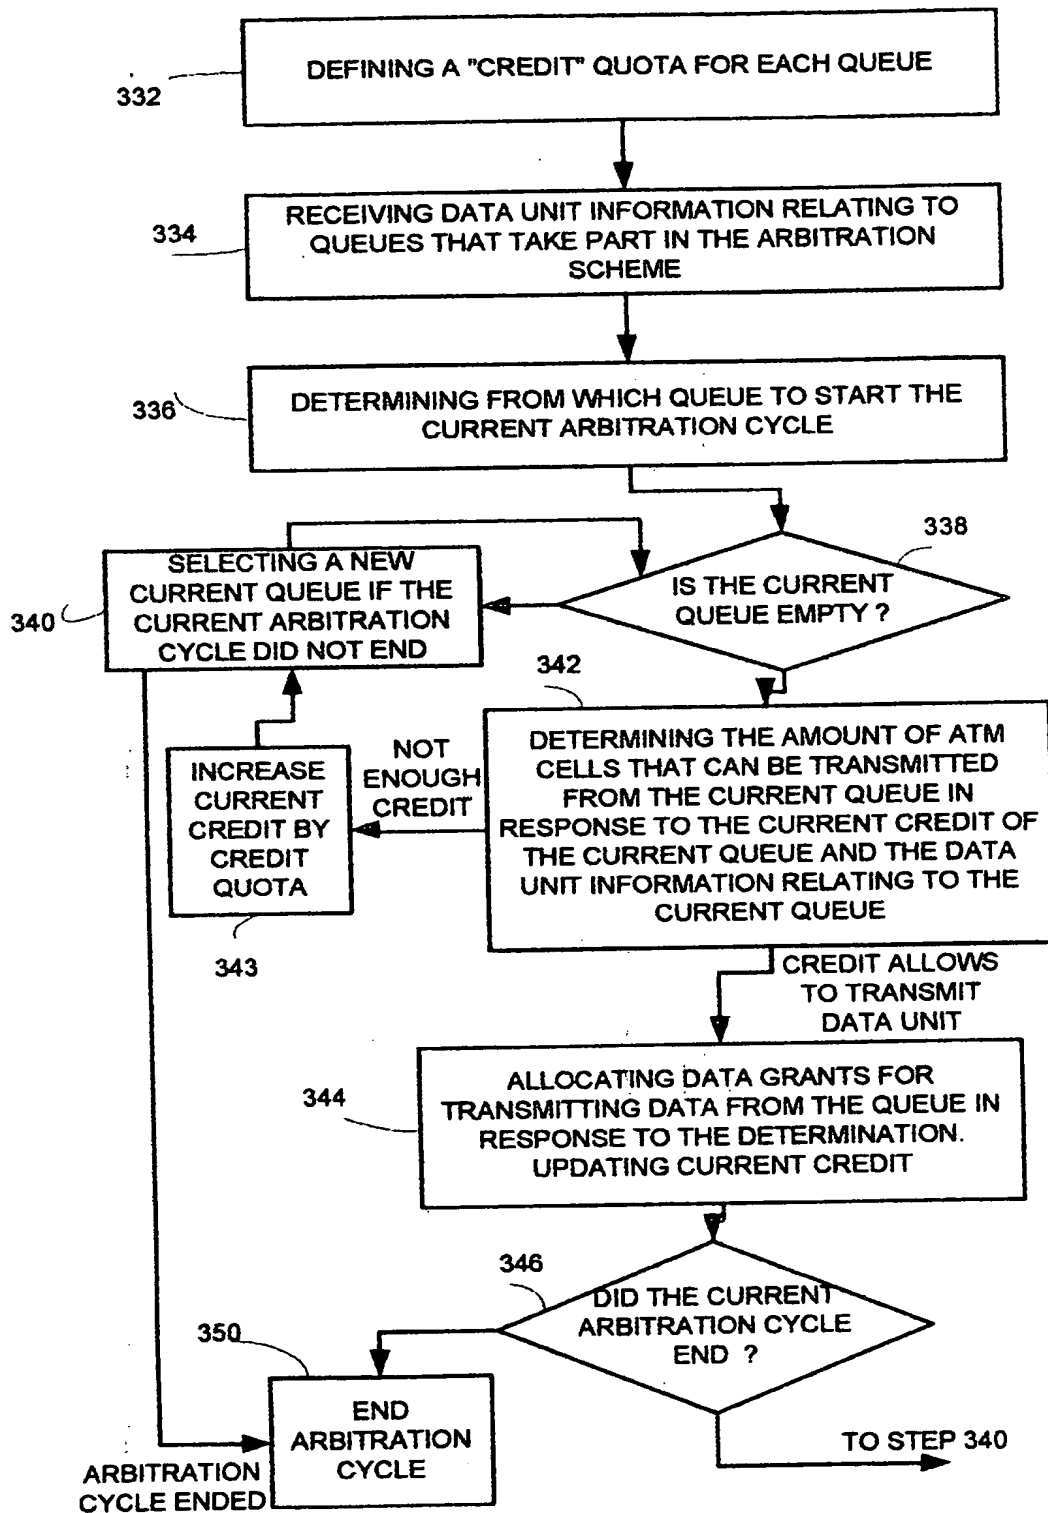 DEFINING A "CREDIT" QUOTA FOR EACH QUEUE
332
RECEIVING DATA UNIT INFORMATION RELATING TO
QUEUES THAT TAKE PART IN THE ARBITRATION
SCHEME
334
DETERMINING FROM WHICH QUEUE TO START THE
CURRENT ARBITRATION CYCLE
336
338
IS THE CURRENT
QUEUE EMPTY ?
SELECTING A NEW
CURRENT QUEUE IF THE
CURRENT ARBITRATION
CYCLE DID NOT END
340
342
DETERMINING THE AMOUNT OF ATM
CELLS THAT CAN BE TRANSMITTED
FROM THE CURRENT QUEUE IN
RESPONSE TO THE CURRENT CREDIT OF
THE CURRENT QUEUE AND THE DATA
UNIT INFORMATION RELATING TO THE
CURRENT QUEUE
NOT
ENOUGH
CREDIT
INCREASE
CURRENT
CREDIT BY
CREDIT
QUOTA
343
CREDIT ALLOWS
TO TRANSMIT
DATA UNIT
344
ALLOCATING DATA GRANTS FOR
TRANSMITTING DATA FROM THE QUEUE IN
RESPONSE TO THE DETERMINATION.
UPDATING CURRENT CREDIT
346
DID THE CURRENT
ARBITRATION CYCLE
END ?
350
END
ARBITRATION
CYCLE
TO STEP 340
ARBITRATION
CYCLE ENDED